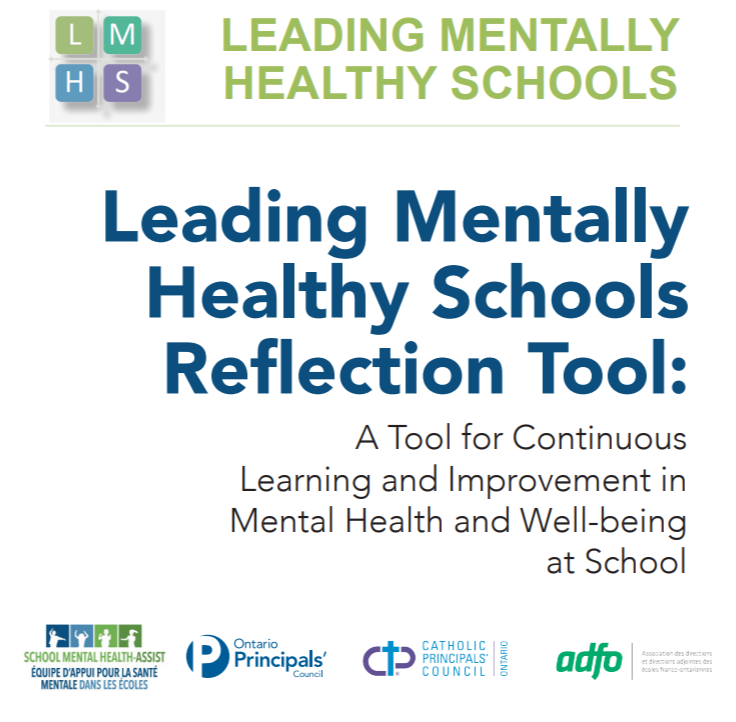 L M
H S
LEADING MENTALLY
HEALTHY SCHOOLS
Leading Mentally
Healthy Schools
Reflection Tool:
A Tool for Continuous
Learning and Improvement in
Mental Health and Well-being
at School
SCHOOL MENTAL HEALTH-ASSIST
ÉQUIPE D'APPUI POUR LA SANTÉ
MENTALE DANS LES ÉCOLES
P
Ontario
Principals'
Council
CP
CATHOLIC
PRINCIPALS'
COUNCIL
ONTARIO
adfo
Association des directions
et directions adjointes des
écoles franco-ontariennes